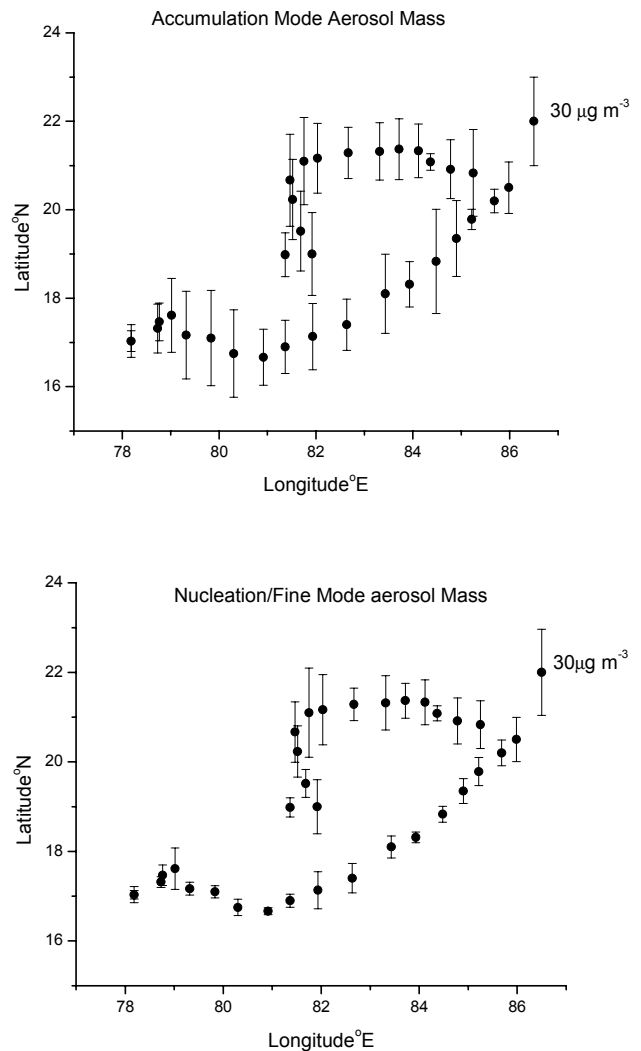 Accumulation Mode Aerosol Mass
24
30 μg m-3
22
20
18
16
Latitude°N
78 80 82 84 86
Longitude°E
Nucleation/Fine Mode aerosol Mass
24
30μg m-3
22
20
18
16
Latitude°N
78 80 82 84 86
Longitude°E